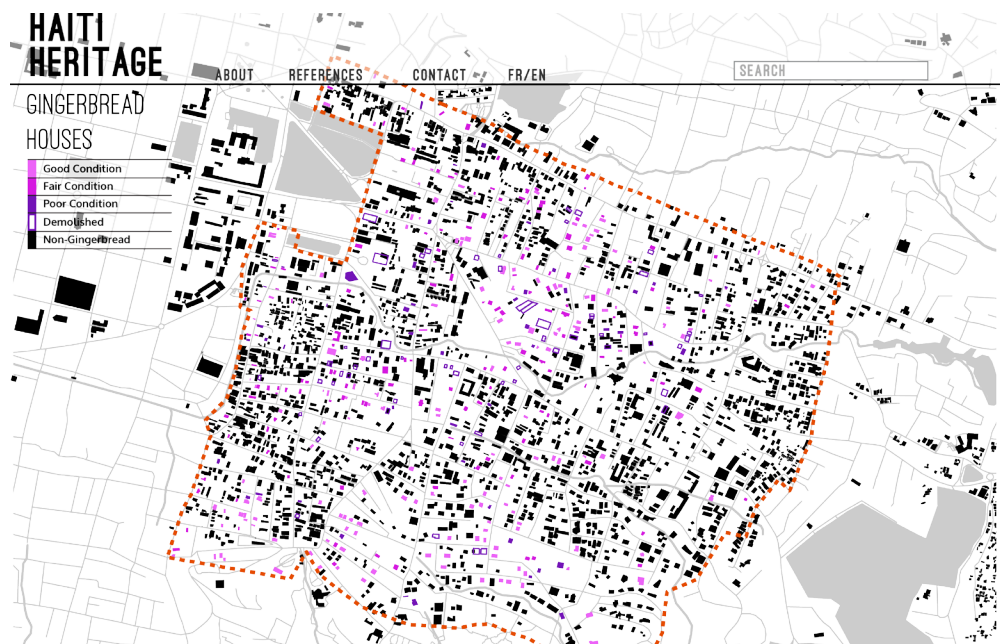 HAITI
HERITAGE
ABOUT
REFERENCES
CONTACT
FR/EN
SEARCH
GINGERBREAD
HOUSES
Good Condition
Fair Condition
Poor Condition
Demolished
Non-Gingerbread